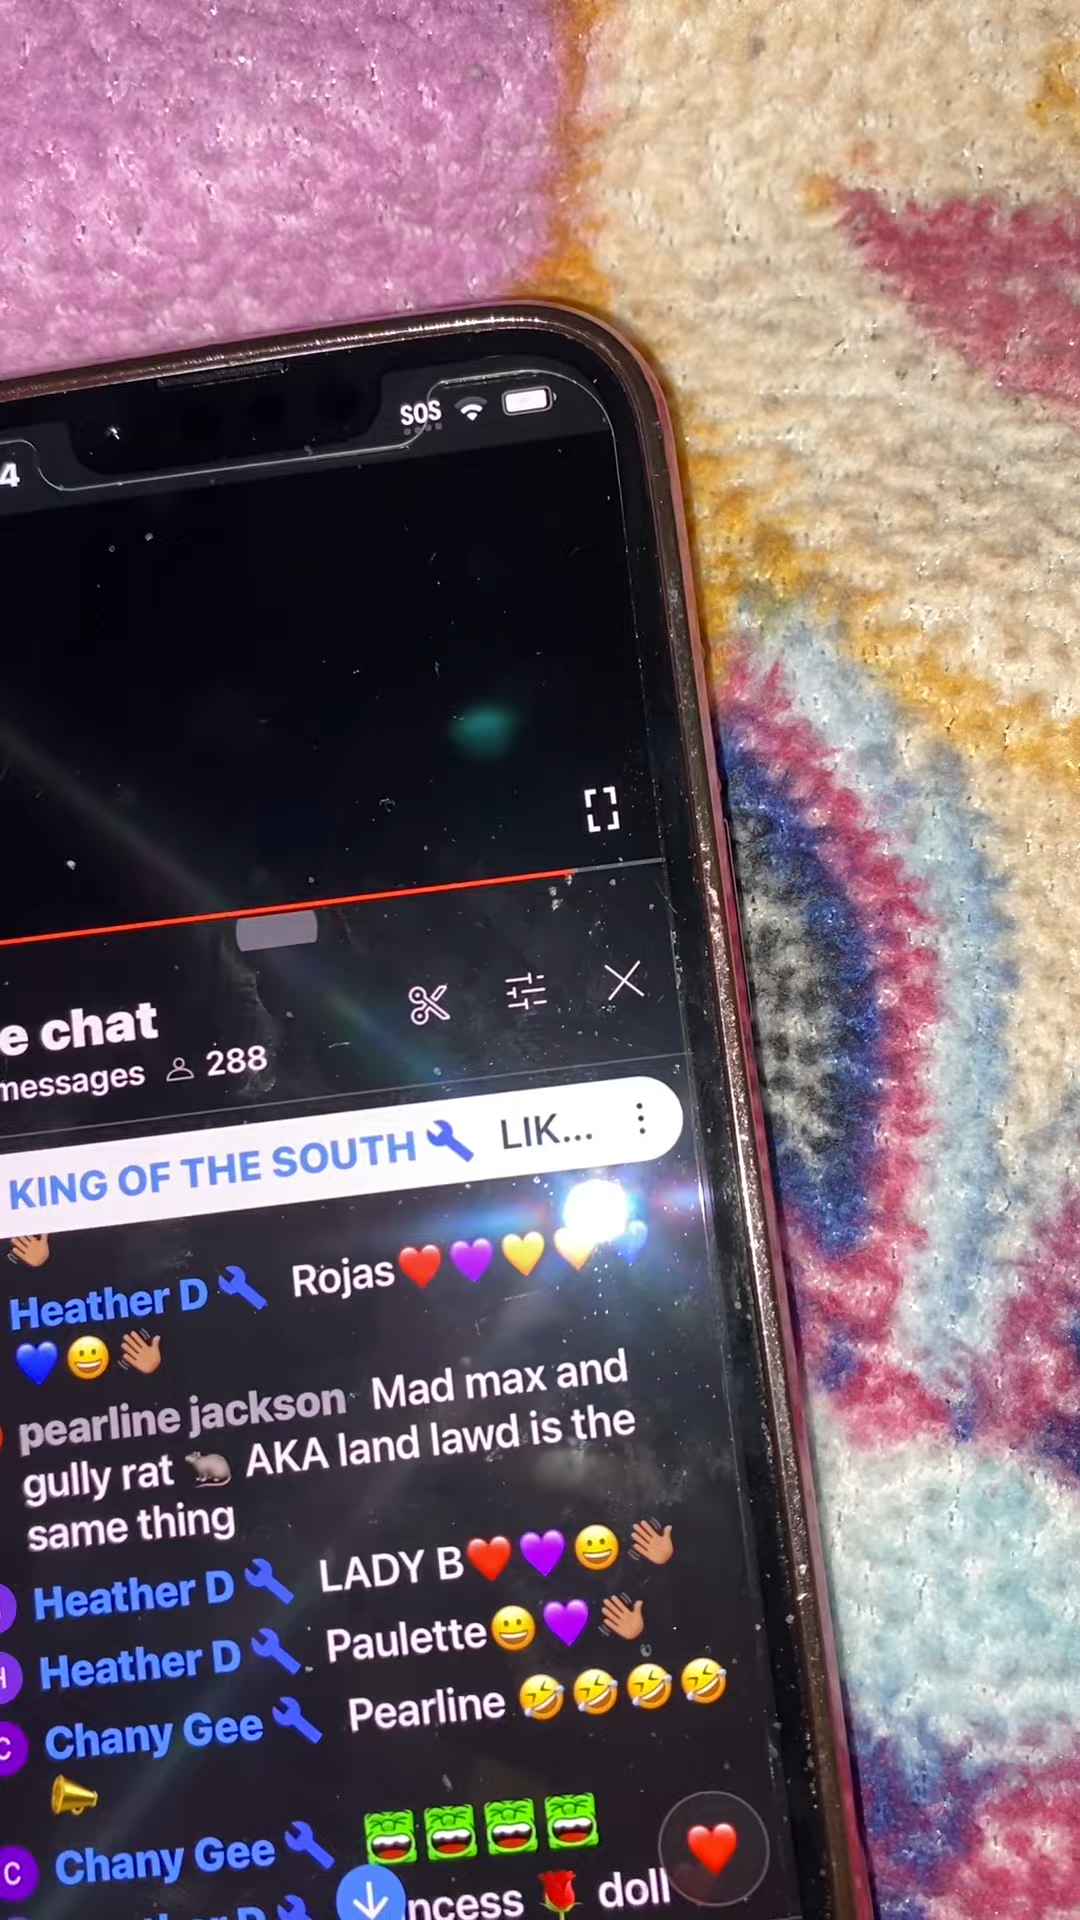 SOS
4
e chat
messages 288
KING OF THE SOUTH LIK...
Heather D Rojas
pearline jackson Mad max and
gully rat AKA land lawd is the
same thing
Heather D LADY B
H Heather D Paulette
C Chany Gee Pearline
C Chany Gee
ncess doll